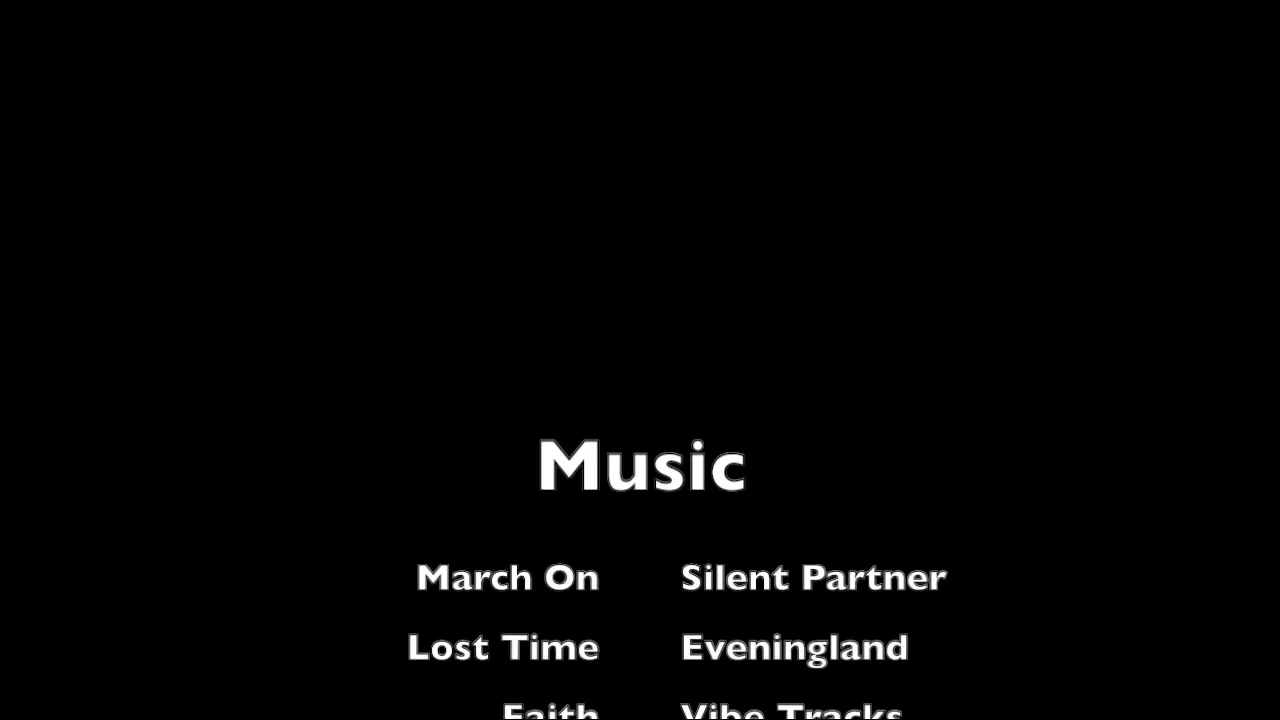 Music
March On Silent Partner
Lost Time Eveningland
Faith Vibe Tracks